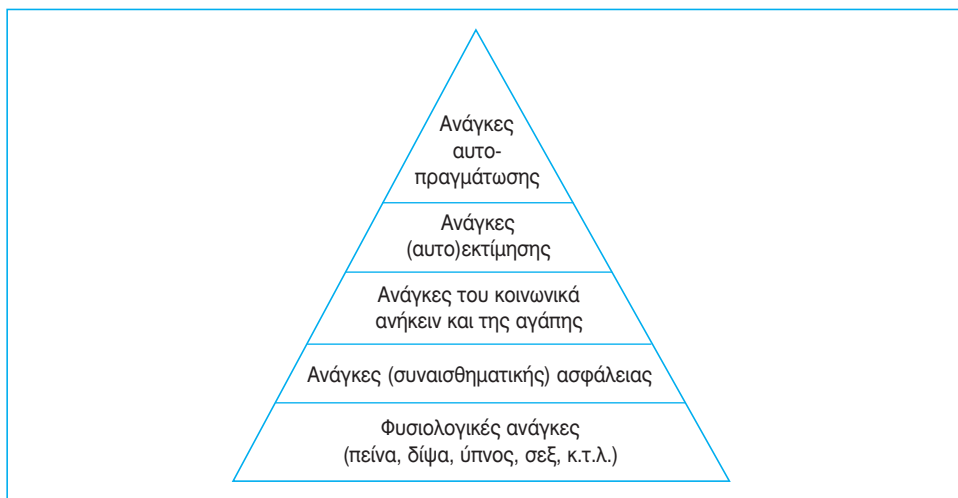 Ανάγκες
αυτο-
πραγμάτωσης
Ανάγκες
(αυτο)εκτίμησης
Ανάγκες του κοινωνικά
ανήκειν και της αγάπης
Ανάγκες (συναισθηματικής) ασφάλειας
Φυσιολογικές ανάγκες
(πείνα, δίψα, ύπνος, σεξ, κ.τ.λ.)